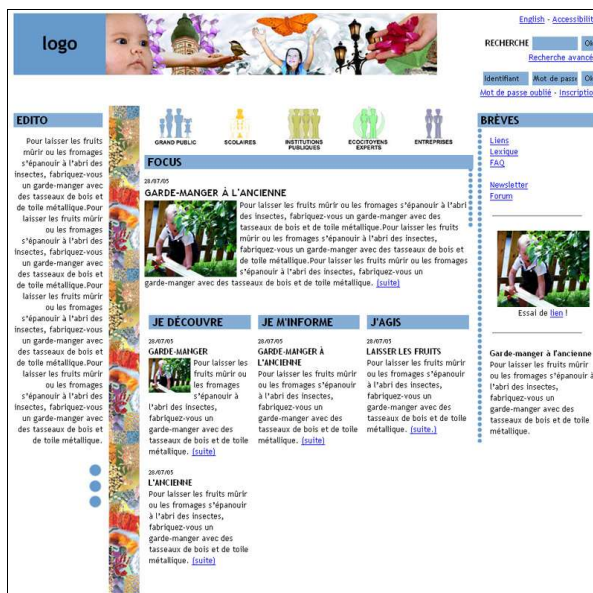 logo
English - Accessibilit
RECHERCHE
Ok
Recherche avancé
Identifiant Mot de passe Ok
Mot de passe oublié - Inscriptio
EDITO
Pour laisser les fruits
mûrir ou les fromages
s'épanouir à l'abri des
insectes, fabriquez-vous
un garde-manger avec
des tasseaux de bois et
de toile métallique.Pour
laisser les fruits mûrir
ou les fromages
s'épanouir à l'abri des
insectes, fabriquez-vous
un garde-manger avec
des tasseaux de bois et
de toile métallique.Pour
laisser les fruits mûrir
ou les fromages
s'épanouir à l'abri des
insectes, fabriquez-vous
un garde-manger avec
des tasseaux de bois et
de toile métallique.Pour
laisser les fruits mûrir
ou les fromages
s'épanouir à l'abri des
insectes, fabriquez-vous
un garde-manger avec
des tasseaux de bois et
de toile métallique.
GRAND PUBLIC
SCOLAIRES
INSTITUTIONS
PUBLIQUES
ECOCITOYENS
EXPERTS
ENTREPRISES
FOCUS
28/07/05
GARDE-MANGER À L'ANCIENNE
Pour laisser les fruits mûrir ou les fromages s'épanouir à l'abri
des insectes, fabriquez-vous un garde-manger avec des
tasseaux de bois et de toile métallique.Pour laisser les fruits
mûrir ou les fromages s'épanouir à l'abri des insectes,
fabriquez-vous un garde-manger avec des tasseaux de bois et
de toile métallique.Pour laisser les fruits mûrir ou les fromages
s'épanouir à l'abri des insectes, fabriquez-vous un
garde-manger avec des tasseaux de bois et de toile métallique. (suite)
JE DÉCOUVRE
28/07/05
GARDE-MANGER
Pour laisser les
fruits mûrir ou
les fromages
s'épanouir à
l'abri des insectes,
fabriquez-vous un
garde-manger avec des
tasseaux de bois et de toile
métallique. (suite)
28/07/05
L'ANCIENNE
Pour laisser les fruits mûrir
ou les fromages s'épanouir
à l'abri des insectes,
fabriquez-vous un
garde-manger avec des
tasseaux de bois et de toile
métallique. (suite)
JE M'INFORME
28/07/05
GARDE-MANGER À
L'ANCIENNE
Pour laisser les fruits mûrir
ou les fromages s'épanouir
à l'abri des insectes,
fabriquez-vous un
garde-manger avec des
tasseaux de bois et de toile
métallique. (suite)
J'AGIS
28/07/05
LAISSER LES FRUITS
Pour laisser les fruits mûrir
ou les fromages s'épanouir
à l'abri des insectes,
fabriquez-vous un
garde-manger avec des
tasseaux de bois et de toile
métallique. (suite.)
BRÈVES
Liens
Lexique
FAQ
Newsletter
Forum
Essai de lien !
Garde-manger à l'ancienne
Pour laisser les fruits mûrir
ou les fromages s'épanouir à
l'abri des insectes,
fabriquez-vous un
garde-manger avec des
tasseaux de bois et de toile
métallique.